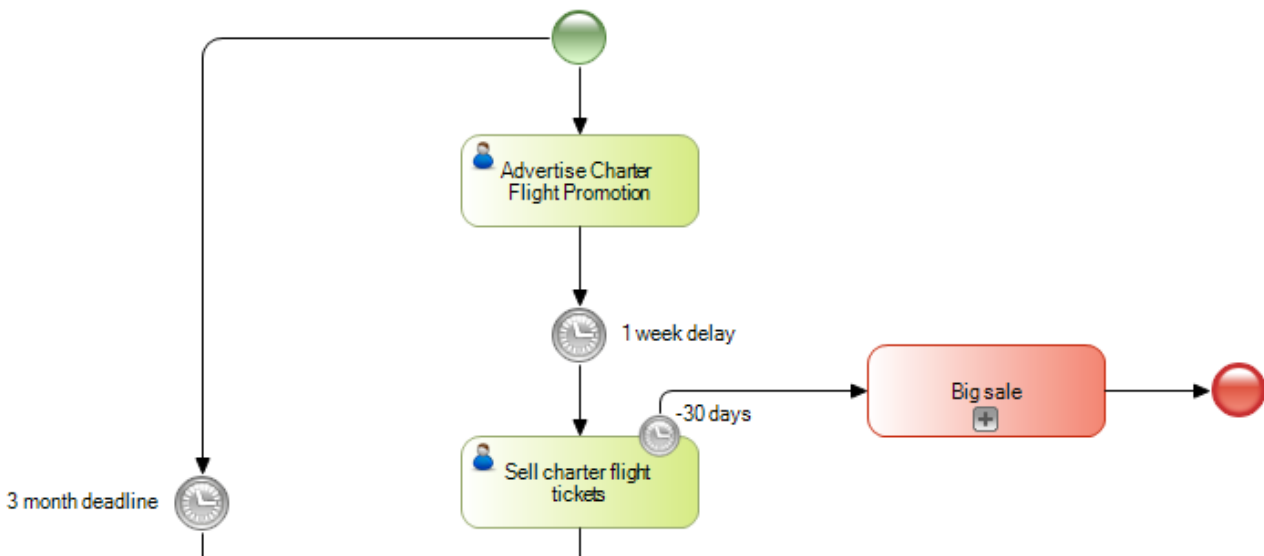 Advertise Charter
Flight Promotion
1 week delay
-30 days
Big sale
Sell charter flight
tickets
3 month deadline